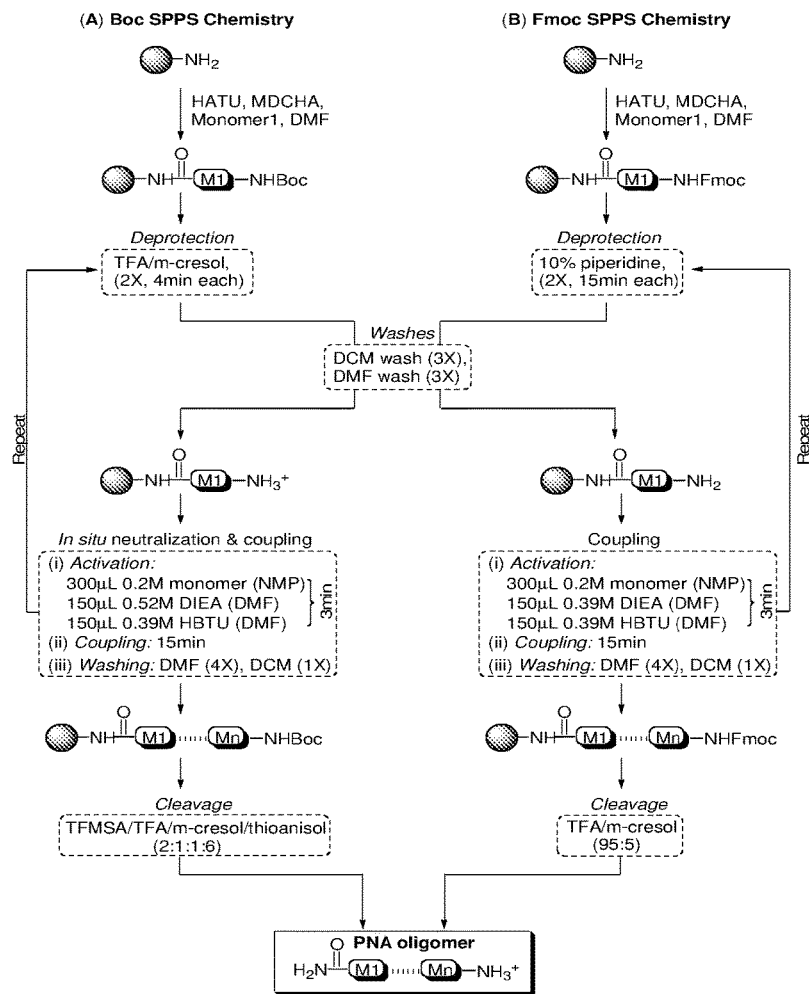 (A) Boc SPPS Chemistry
(B) Fmoc SPPS Chemistry
NH2
NH2
HATU, MDCHA,
Monomer1, DMF
HATU, MDCHA,
Monomer1, DMF
O
NH M1 NHBoc
O
NH M1 NHFmoc
Deprotection
TFA/m-cresol,
(2X, 4min each)
Deprotection
10% piperidine,
(2X, 15min each)
Washes
DCM wash (3X),
DMF wash (3X)
Repeat
Repeat
O
NH M1 NH3+
O
NH M1 NH2
In situ neutralization & coupling
(i) Activation:
300µL 0.2M monomer (NMP)
150µL 0.52M DIEA (DMF)
150µL 0.39M HBTU (DMF)
3min
(ii) Coupling: 15min
(iii) Washing: DMF (4X), DCM (1X)
Coupling
(i) Activation:
300µL 0.2M monomer (NMP)
150µL 0.39M DIEA (DMF)
150µL 0.39M HBTU (DMF)
3min
(ii) Coupling: 15min
(iii) Washing: DMF (4X), DCM (1X)
O
NH M1 Mn NHBoc
O
NH M1 Mn NHFmoc
Cleavage
TFMSA/TFA/m-cresol/thioanisol
(2:1:1:6)
Cleavage
TFA/m-cresol
(95:5)
PNA oligomer
O
H2N M1 Mn NH3+